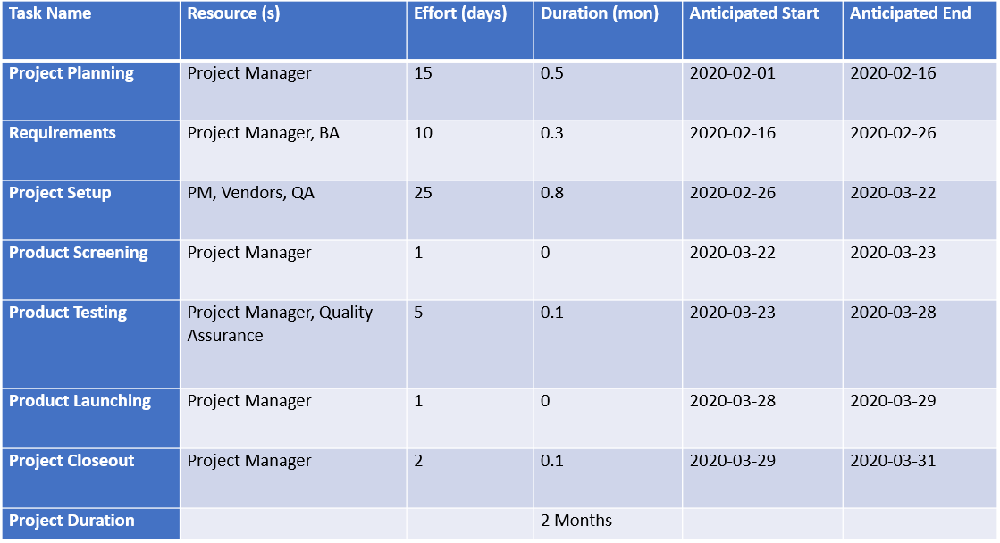 Task Name Resource (s) Effort (days) Duration (mon) Anticipated Start Anticipated End
Project Planning Project Manager 15 0.5 2020-02-01 2020-02-16
Requirements Project Manager, BA 10 0.3 2020-02-16 2020-02-26
Project Setup PM, Vendors, QA 25 0.8 2020-02-26 2020-03-22
Product Screening Project Manager 1 0 2020-03-22 2020-03-23
Product Testing Project Manager, Quality 5 0.1 2020-03-23 2020-03-28
Assurance
Product Launching Project Manager 1 0 2020-03-28 2020-03-29
Project Closeout Project Manager 2 0.1 2020-03-29 2020-03-31
Project Duration 2 Months